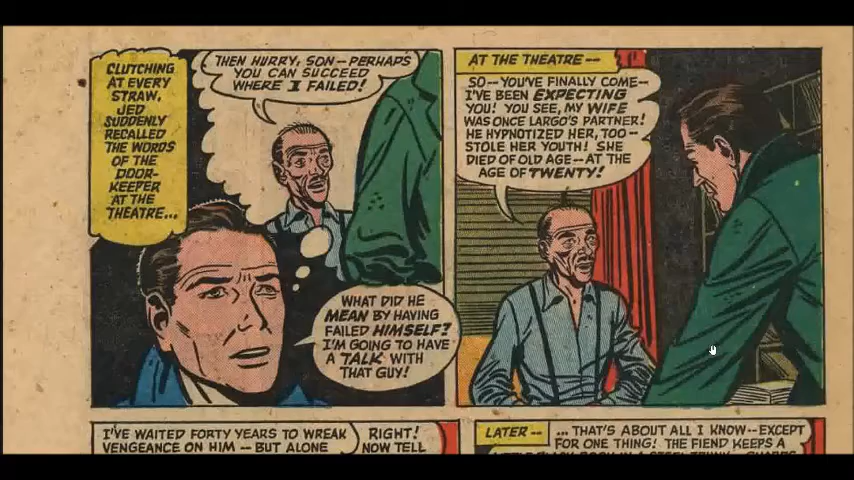 CLUTCHING
AT EVERY
STRAW,
JED
SUDDENLY
RECALLED
THE WORDS
OF THE
DOOR-
KEEPER
AT THE
THEATRE...
THEN HURRY, SON--PERHAPS
YOU CAN SUCCEED
WHERE I FAILED!
WHAT DID HE
MEAN BY HAVING
FAILED HIMSELF?
I'M GOING TO HAVE
A TALK WITH
THAT GUY!
AT THE THEATRE--
SO--YOU'VE FINALLY COME--
I'VE BEEN EXPECTING
YOU! YOU SEE, MY WIFE
WAS ONCE LARGO'S PARTNER!
HE HYPNOTIZED HER, TOO--
STOLE HER YOUTH! SHE
DIED OF OLD AGE--AT THE
AGE OF TWENTY!
I'VE WAITED FORTY YEARS TO WREAK
VENGEANCE ON HIM--BUT ALONE
RIGHT!
NOW TELL
LATER--
...THAT'S ABOUT ALL I KNOW--EXCEPT
FOR ONE THING! THE FIEND KEEPS A